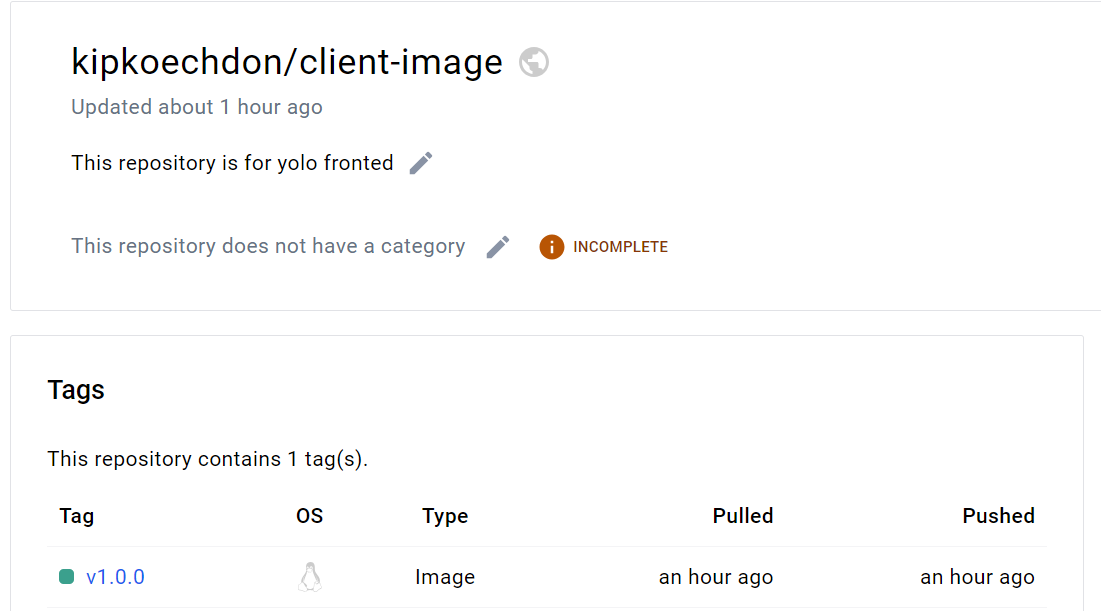 kipkoechdon/client-image
Updated about 1 hour ago
This repository is for yolo fronted
This repository does not have a category INCOMPLETE
Tags
This repository contains 1 tag(s).
Tag OS Type Pulled Pushed
v1.0.0 Image an hour ago an hour ago